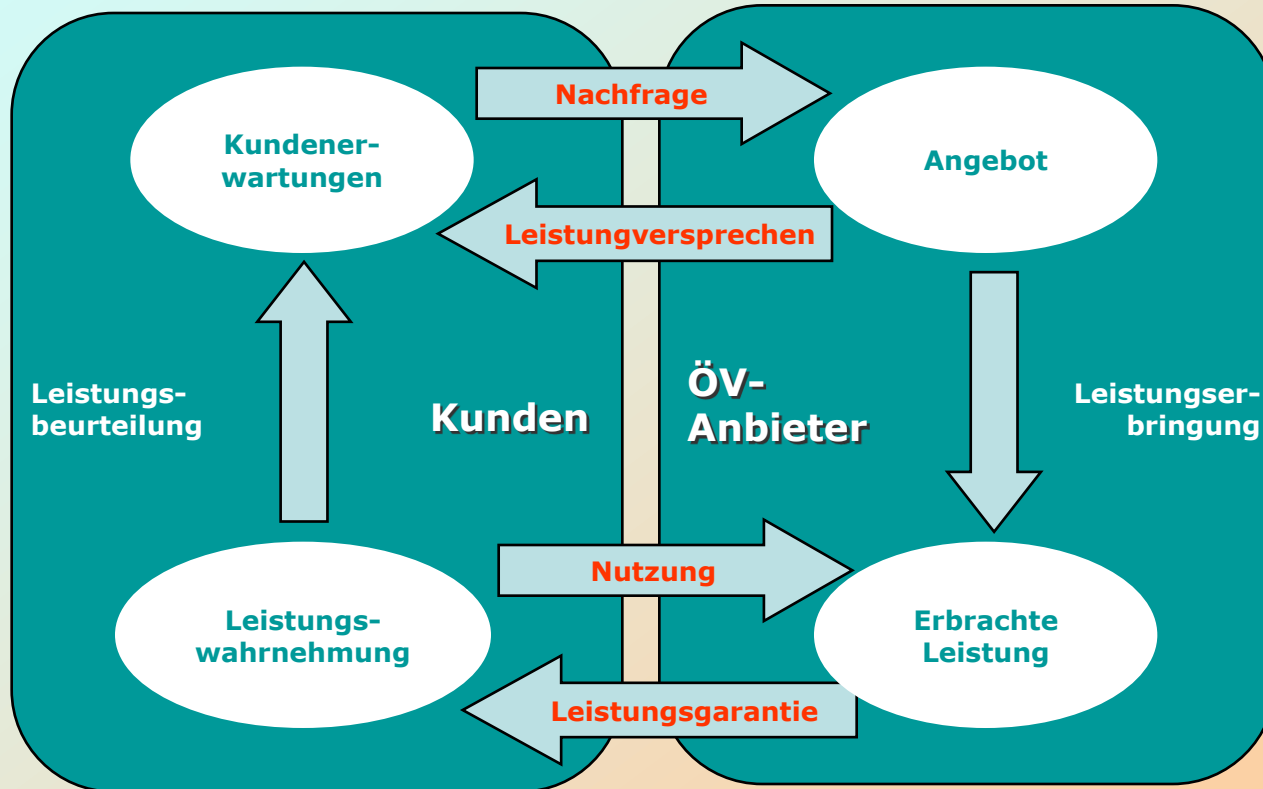 Nachfrage
Kundener-
wartungen
Angebot
Leistungversprechen
Leistungs-
beurteilung
Kunden
ÖV-
Anbieter
Leistungser-
bringung
Nutzung
Leistungs-
wahrnehmung
Erbrachte
Leistung
Leistungsgarantie